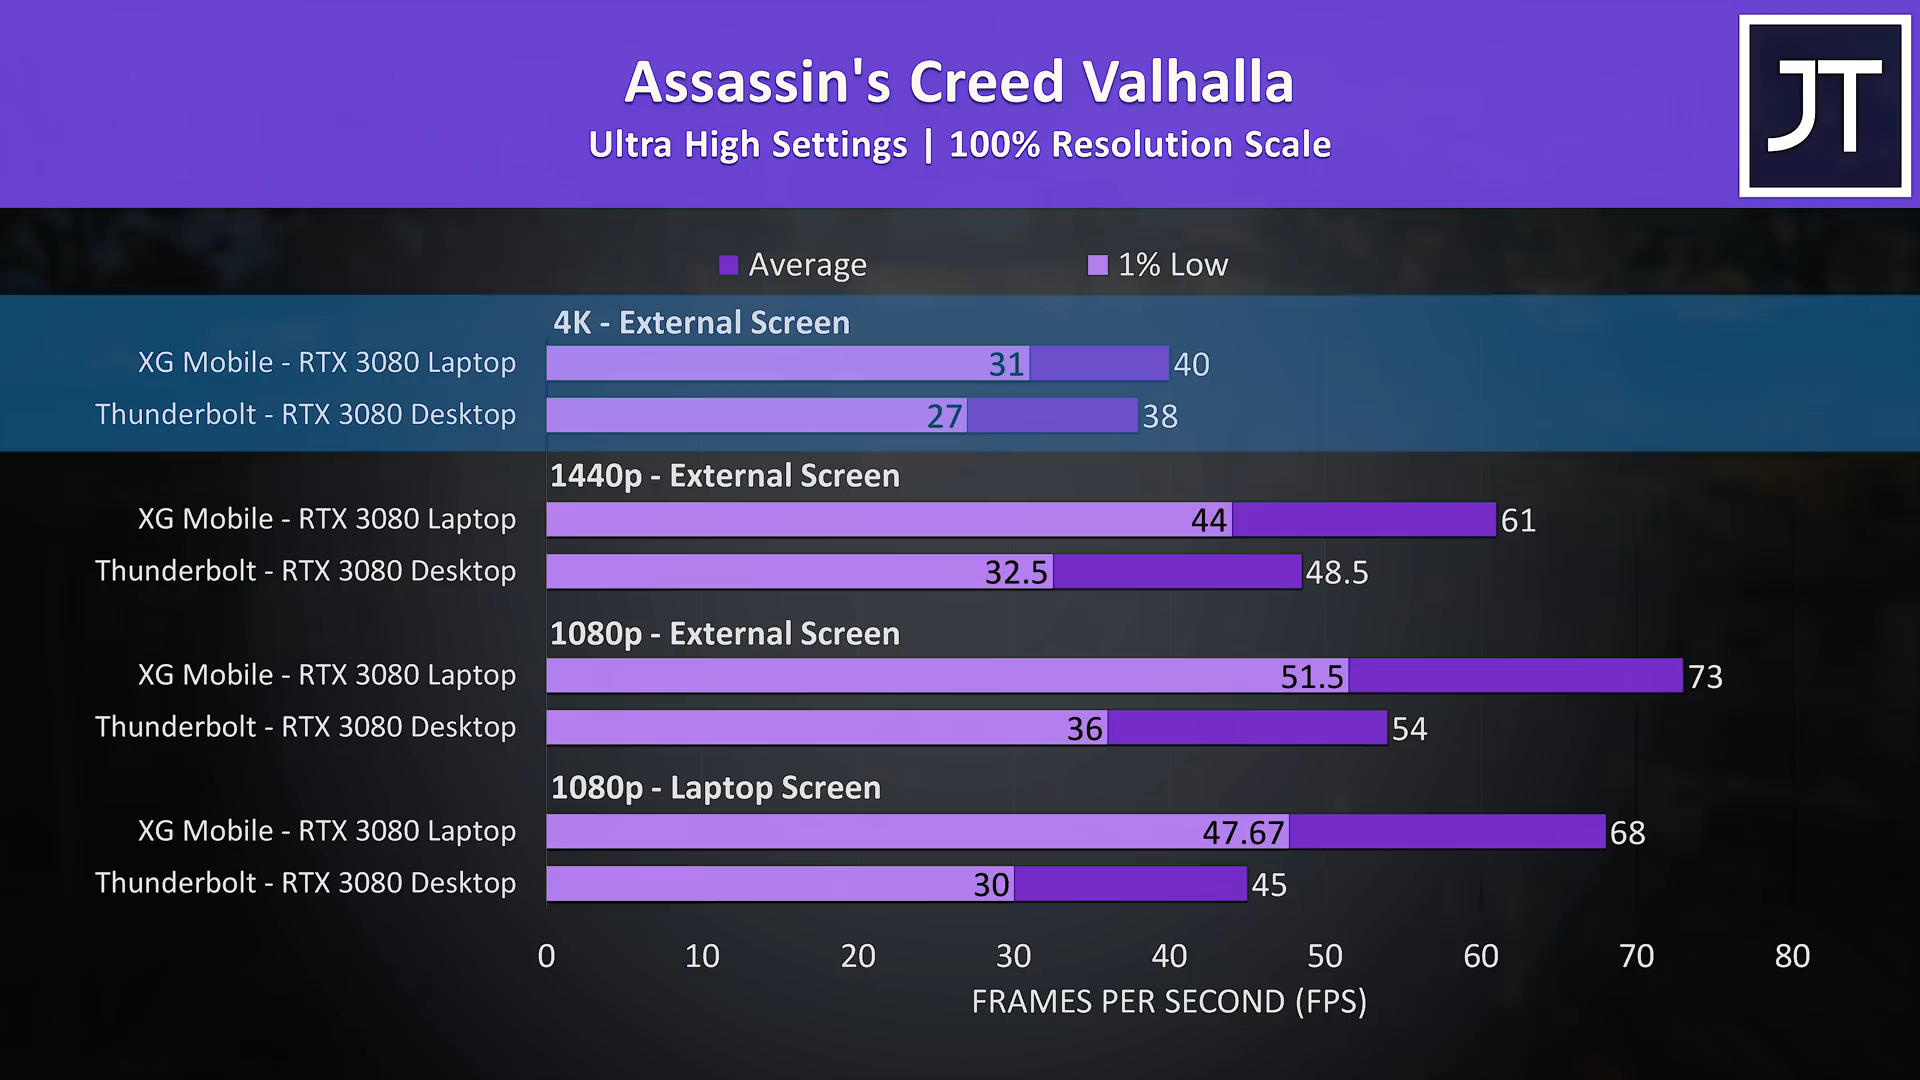 Assassin's Creed Valhalla
Ultra High Settings | 100% Resolution Scale
JT
Average 1% Low
4K - External Screen
XG Mobile - RTX 3080 Laptop 31 40
Thunderbolt - RTX 3080 Desktop 27 38
1440p - External Screen
XG Mobile - RTX 3080 Laptop 44 61
Thunderbolt - RTX 3080 Desktop 32.5 48.5
1080p - External Screen
XG Mobile - RTX 3080 Laptop 51.5 73
Thunderbolt - RTX 3080 Desktop 36 54
1080p - Laptop Screen
XG Mobile - RTX 3080 Laptop 47.67 68
Thunderbolt - RTX 3080 Desktop 30 45
0 10 20 30 40 50 60 70 80
FRAMES PER SECOND (FPS)